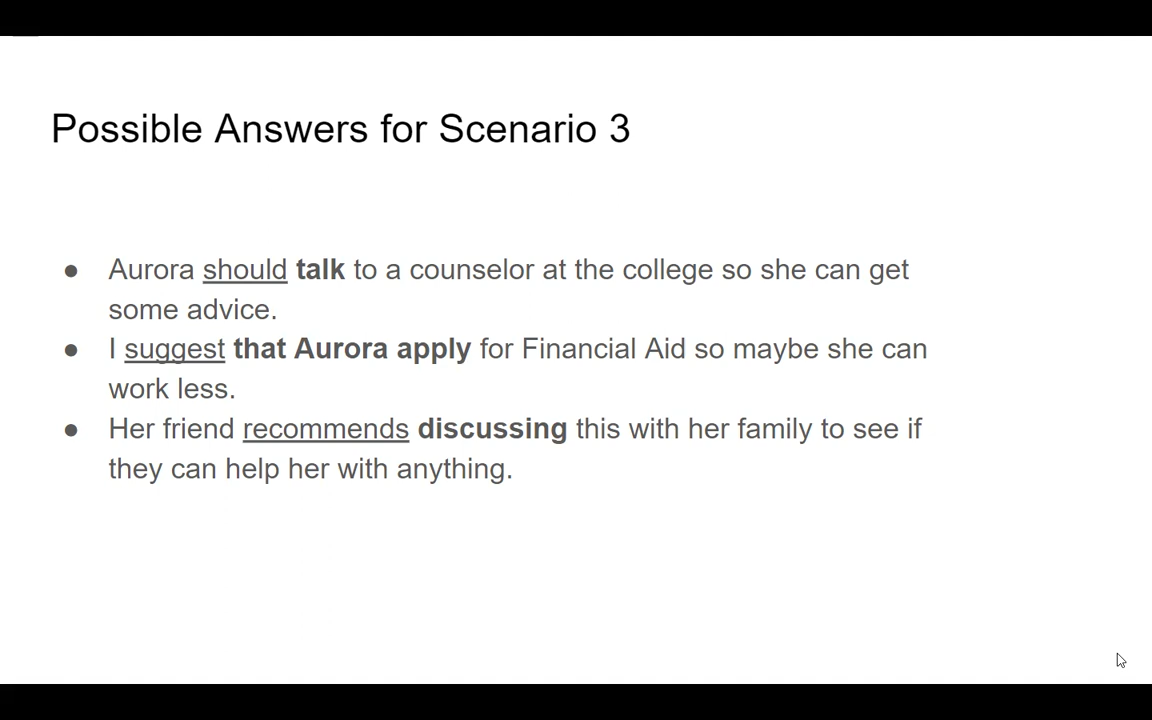 Possible Answers for Scenario 3
● Aurora should talk to a counselor at the college so she can get
some advice.
● I suggest that Aurora apply for Financial Aid so maybe she can
work less.
● Her friend recommends discussing this with her family to see if
they can help her with anything.